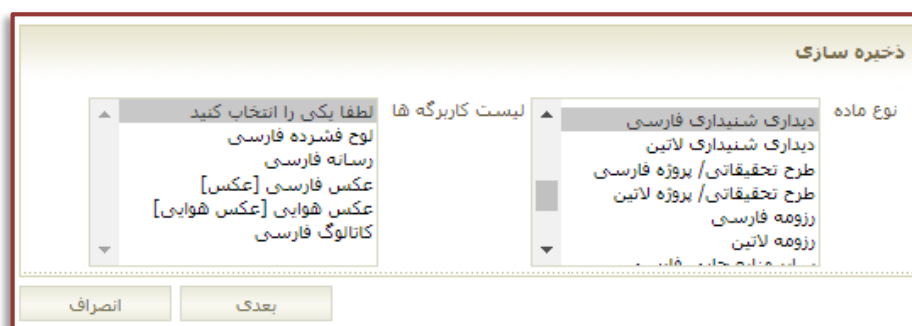 ذخیره سازی
نوع ماده
دیداری شنیداری فارسی
دیداری شنیداری لاتین
طرح تحقیقاتی/ پروژه فارسی
طرح تحقیقاتی/ پروژه لاتین
رزومه فارسی
رزومه لاتین
لیست کاربرگه ها
لطفا یکی را انتخاب کنید
لوح فشرده فارسی
رسانه فارسی
عکس فارسی [عکس]
عکس هوایی [عکس هوایی]
کاتالوگ فارسی
بعدی
انصراف